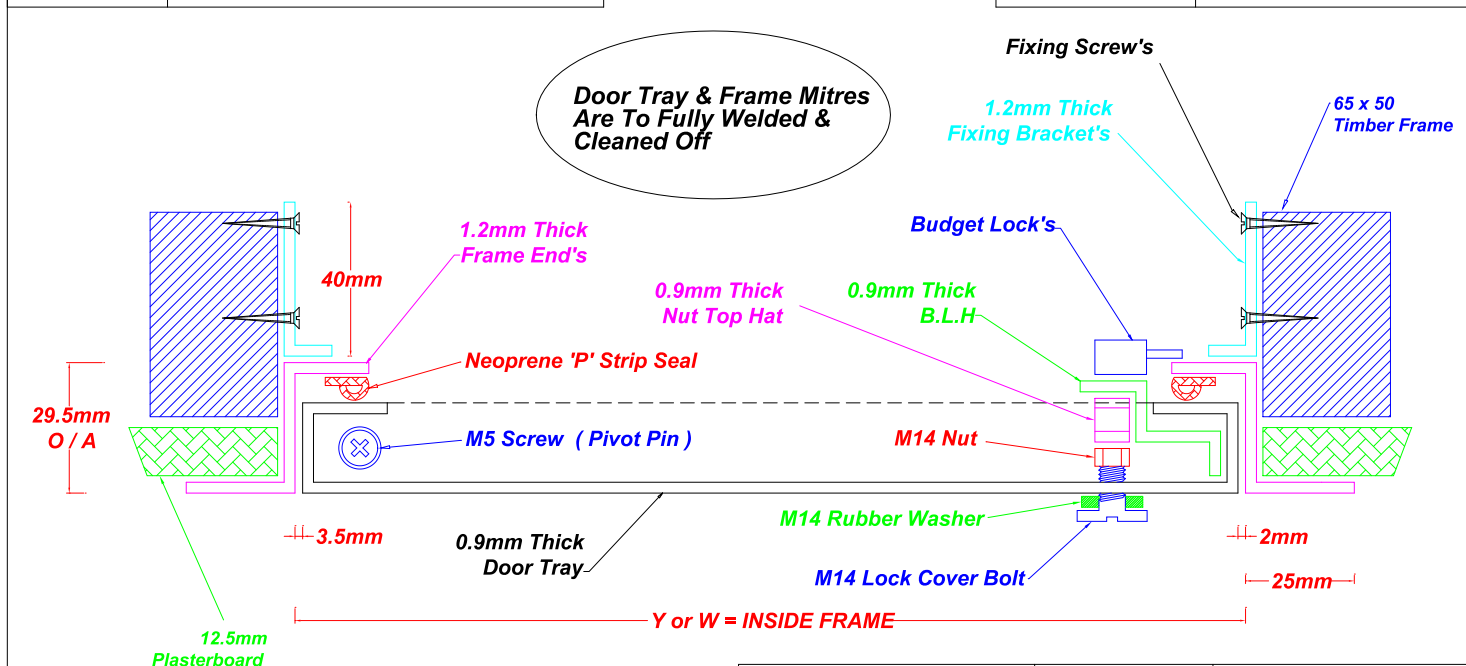 Fixing Screw's
Door Tray & Frame Mitres
Are To Fully Welded &
Cleaned Off
1.2mm Thick
Fixing Bracket's
65 x 50
Timber Frame
1.2mm Thick
Frame End's
Budget Lock's
40mm
0.9mm Thick
Nut Top Hat
0.9mm Thick
B.L.H
Neoprene 'P' Strip Seal
29.5mm
O / A
M5 Screw ( Pivot Pin )
M14 Nut
M14 Rubber Washer
3.5mm
0.9mm Thick
Door Tray
2mm
M14 Lock Cover Bolt
25mm
Y or W = INSIDE FRAME
12.5mm
Plasterboard